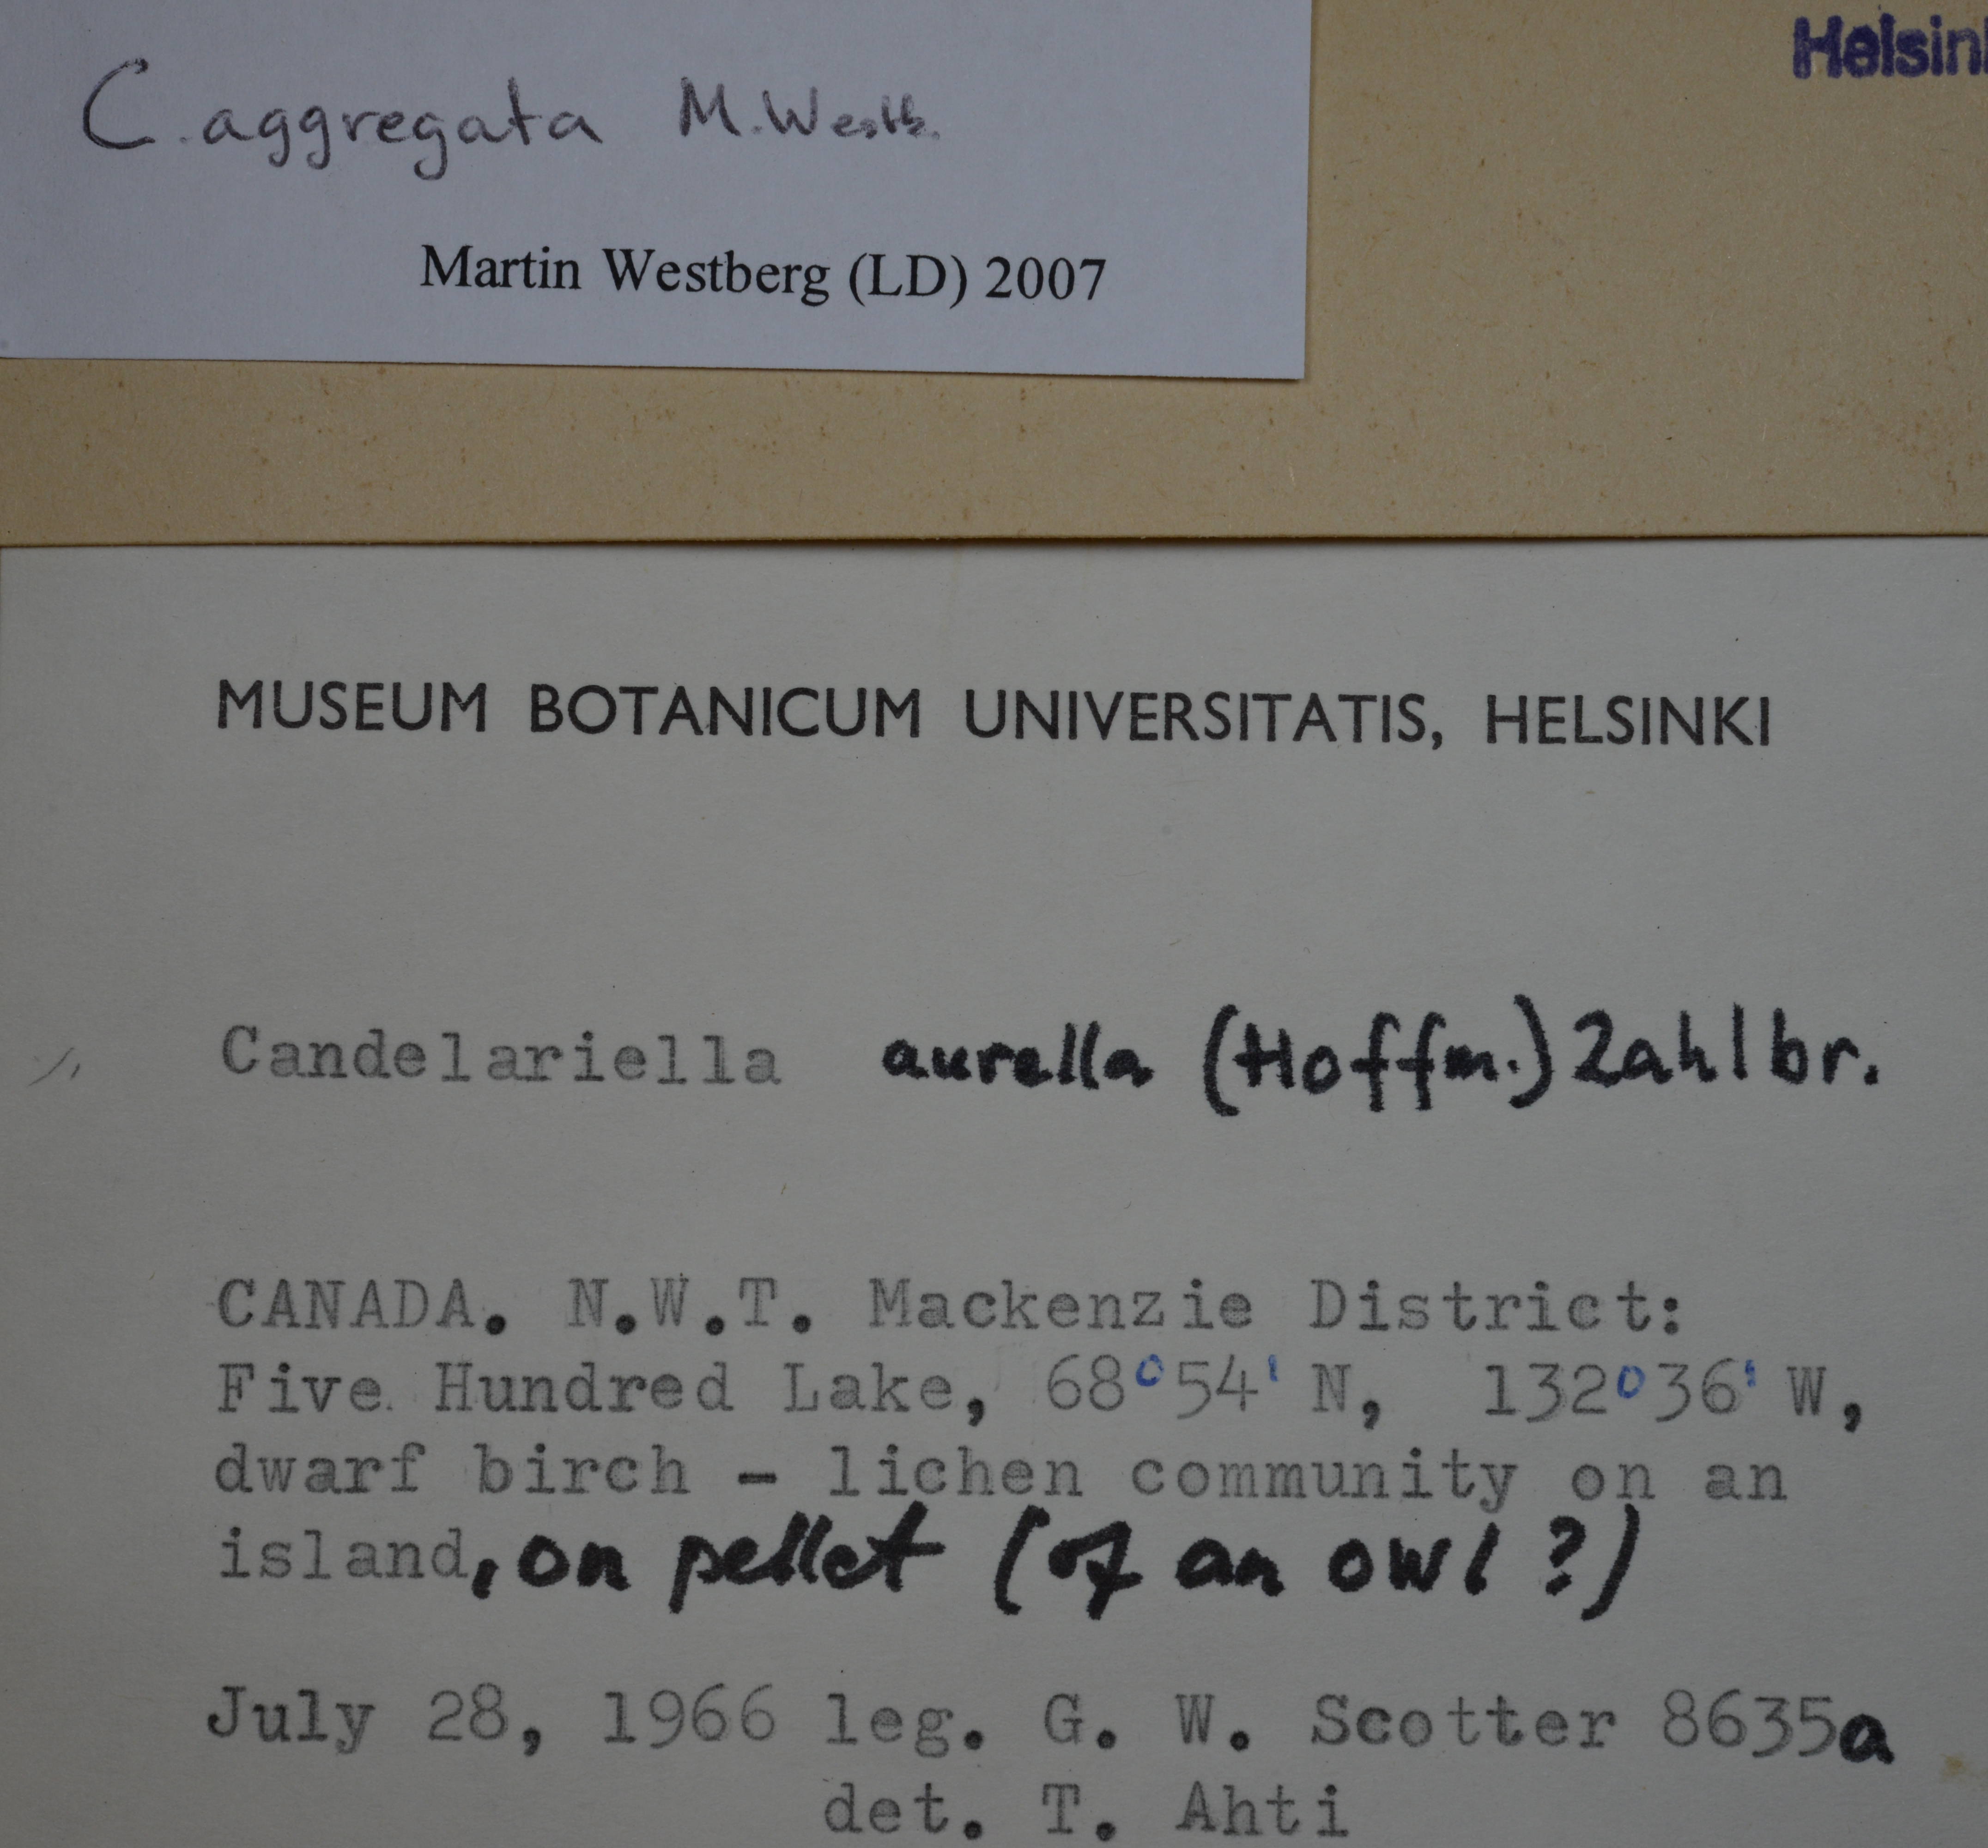 C. aggregata M. Westb.
Martin Westberg (LD) 2007
Helsin
MUSEUM BOTANICUM UNIVERSITATIS, HELSINKI
Candelariella aurella (Hoffm.) Zahlbr.
CANADA. N.W.T. Mackenzie District:
Five Hundred Lake, 68°54' N, 132°36' W,
dwarf birch - lichen community on an
island, on pellet (of an owl ?)
July 28, 1966 leg. G. W. Scotter 8635a
det. T. Ahti